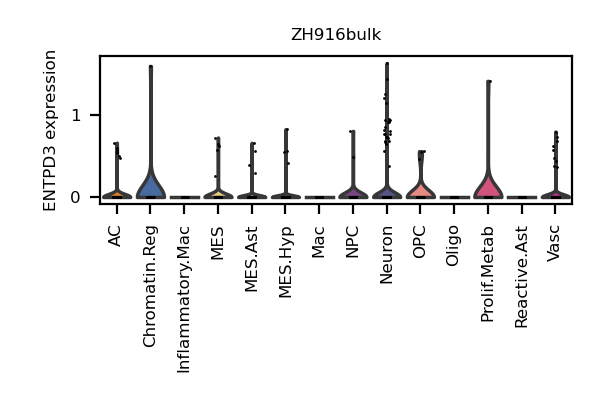 ZH916bulk
ENTPD3 expression
1
0
AC
Chromatin.Reg
Inflammatory.Mac
MES
MES.Ast
MES.Hyp
Mac
NPC
Neuron
OPC
Oligo
Prolif.Metab
Reactive.Ast
Vasc